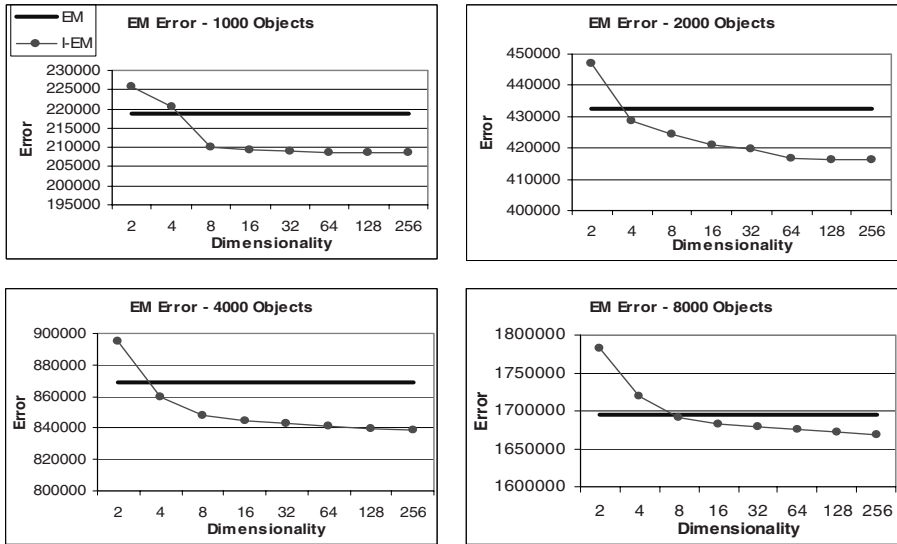 EM
I-EM
EM Error - 1000 Objects
230000
225000
220000
215000
210000
205000
200000
195000
Error
2 4 8 16 32 64 128 256
Dimensionality
EM Error - 2000 Objects
450000
440000
430000
420000
410000
400000
Error
2 4 8 16 32 64 128 256
Dimensionality
EM Error - 4000 Objects
900000
880000
860000
840000
820000
800000
Error
2 4 8 16 32 64 128 256
Dimensionality
EM Error - 8000 Objects
1800000
1750000
1700000
1650000
1600000
Error
2 4 8 16 32 64 128 256
Dimensionality